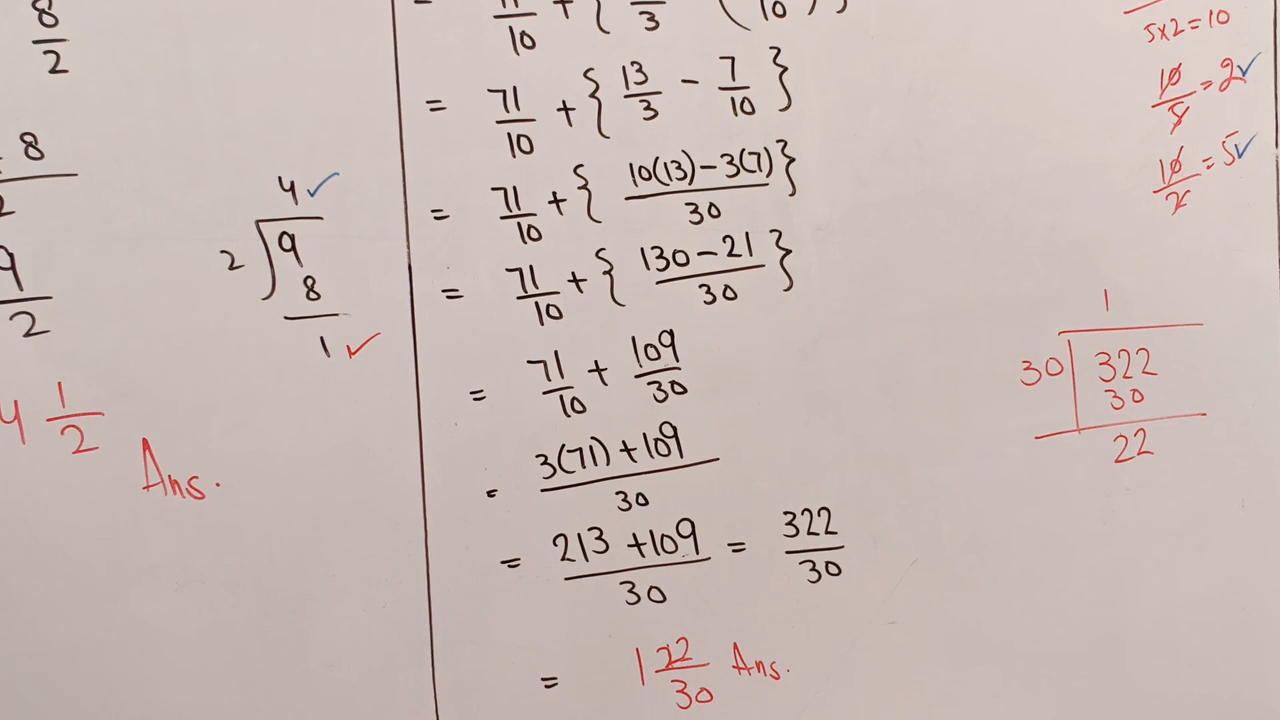 8/2
8
9/2
4 1/2 Ans.
4✓
2 9
8
1✓
= 71/10 + { 13/3 - 7/10 }
= 71/10 + { 10(13) - 3(7) / 30 }
= 71/10 + { 130 - 21 / 30 }
= 71/10 + 109/30
= 3(71) + 109 / 30
= 213 + 109 / 30 = 322/30
= 1 22/30 Ans.
5x2=10
10/5 = 2✓
10/2 = 5✓
1
30 322
30
22